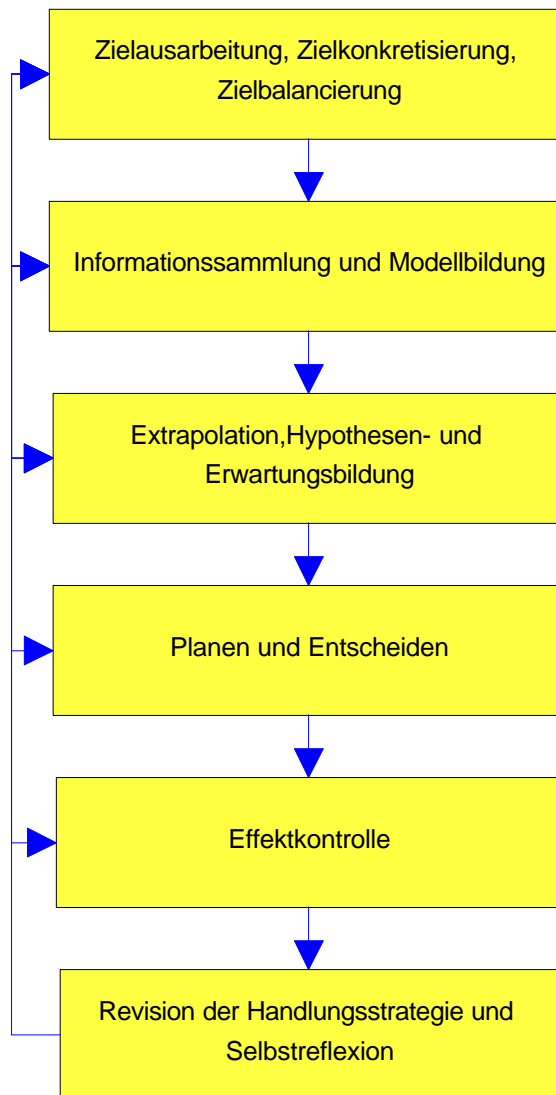 Zielausarbeitung, Zielkonkretisierung,
Zielbalancierung
Informationssammlung und Modellbildung
Extrapolation,Hypothesen- und
Erwartungsbildung
Planen und Entscheiden
Effektkontrolle
Revision der Handlungsstrategie und
Selbstreflexion